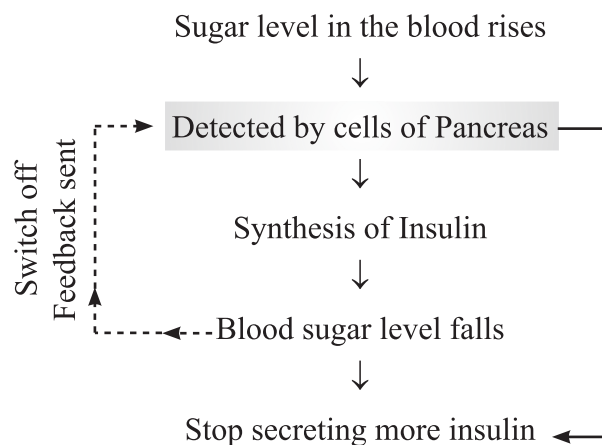 Sugar level in the blood rises
Detected by cells of Pancreas
Switch off
Feedback sent
Synthesis of Insulin
Blood sugar level falls
Stop secreting more insulin